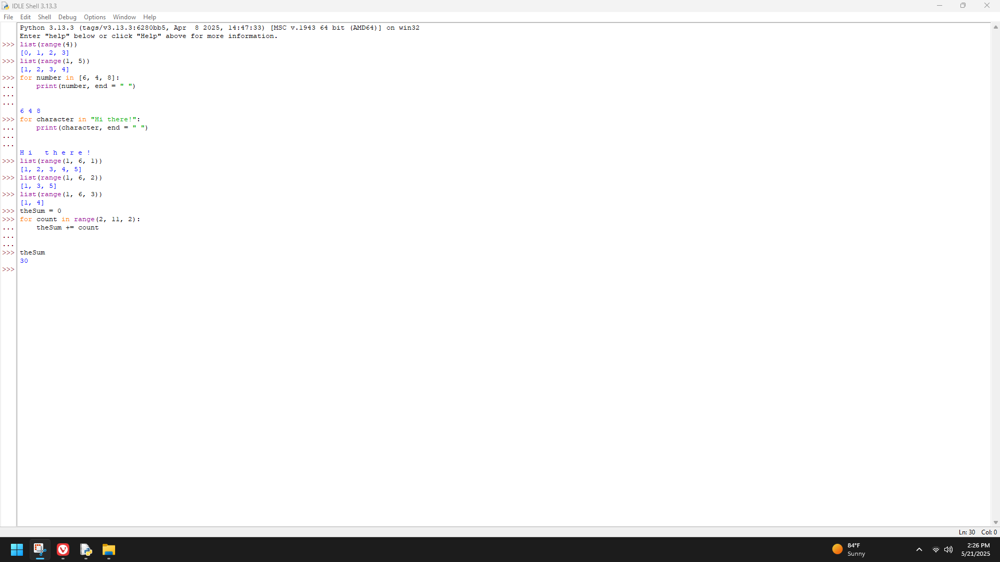 IDLE Shell 3.13.3
File Edit Shell Debug Options Window Help
Python 3.13.3 (tags/v3.13.3:6280bb5, Apr  8 2025, 14:47:33) [MSC v.1943 64 bit (AMD64)] on win32
Enter "help" below or click "Help" above for more information.
>>> list(range(4))
[0, 1, 2, 3]
>>> list(range(1, 5))
[1, 2, 3, 4]
>>> for number in [6, 4, 8]:
...     print(number, end = " ")
...
...
6 4 8
>>> for character in "Hi there!":
...     print(character, end = " ")
...
...
H i   t h e r e !
>>> list(range(1, 6, 1))
[1, 2, 3, 4, 5]
>>> list(range(1, 6, 2))
[1, 3, 5]
>>> list(range(1, 6, 3))
[1, 4]
>>> theSum = 0
>>> for count in range(2, 11, 2):
...     theSum += count
...
...
>>> theSum
30
>>>
Ln: 30 Col: 0
84°F
Sunny
2:26 PM
5/21/2025